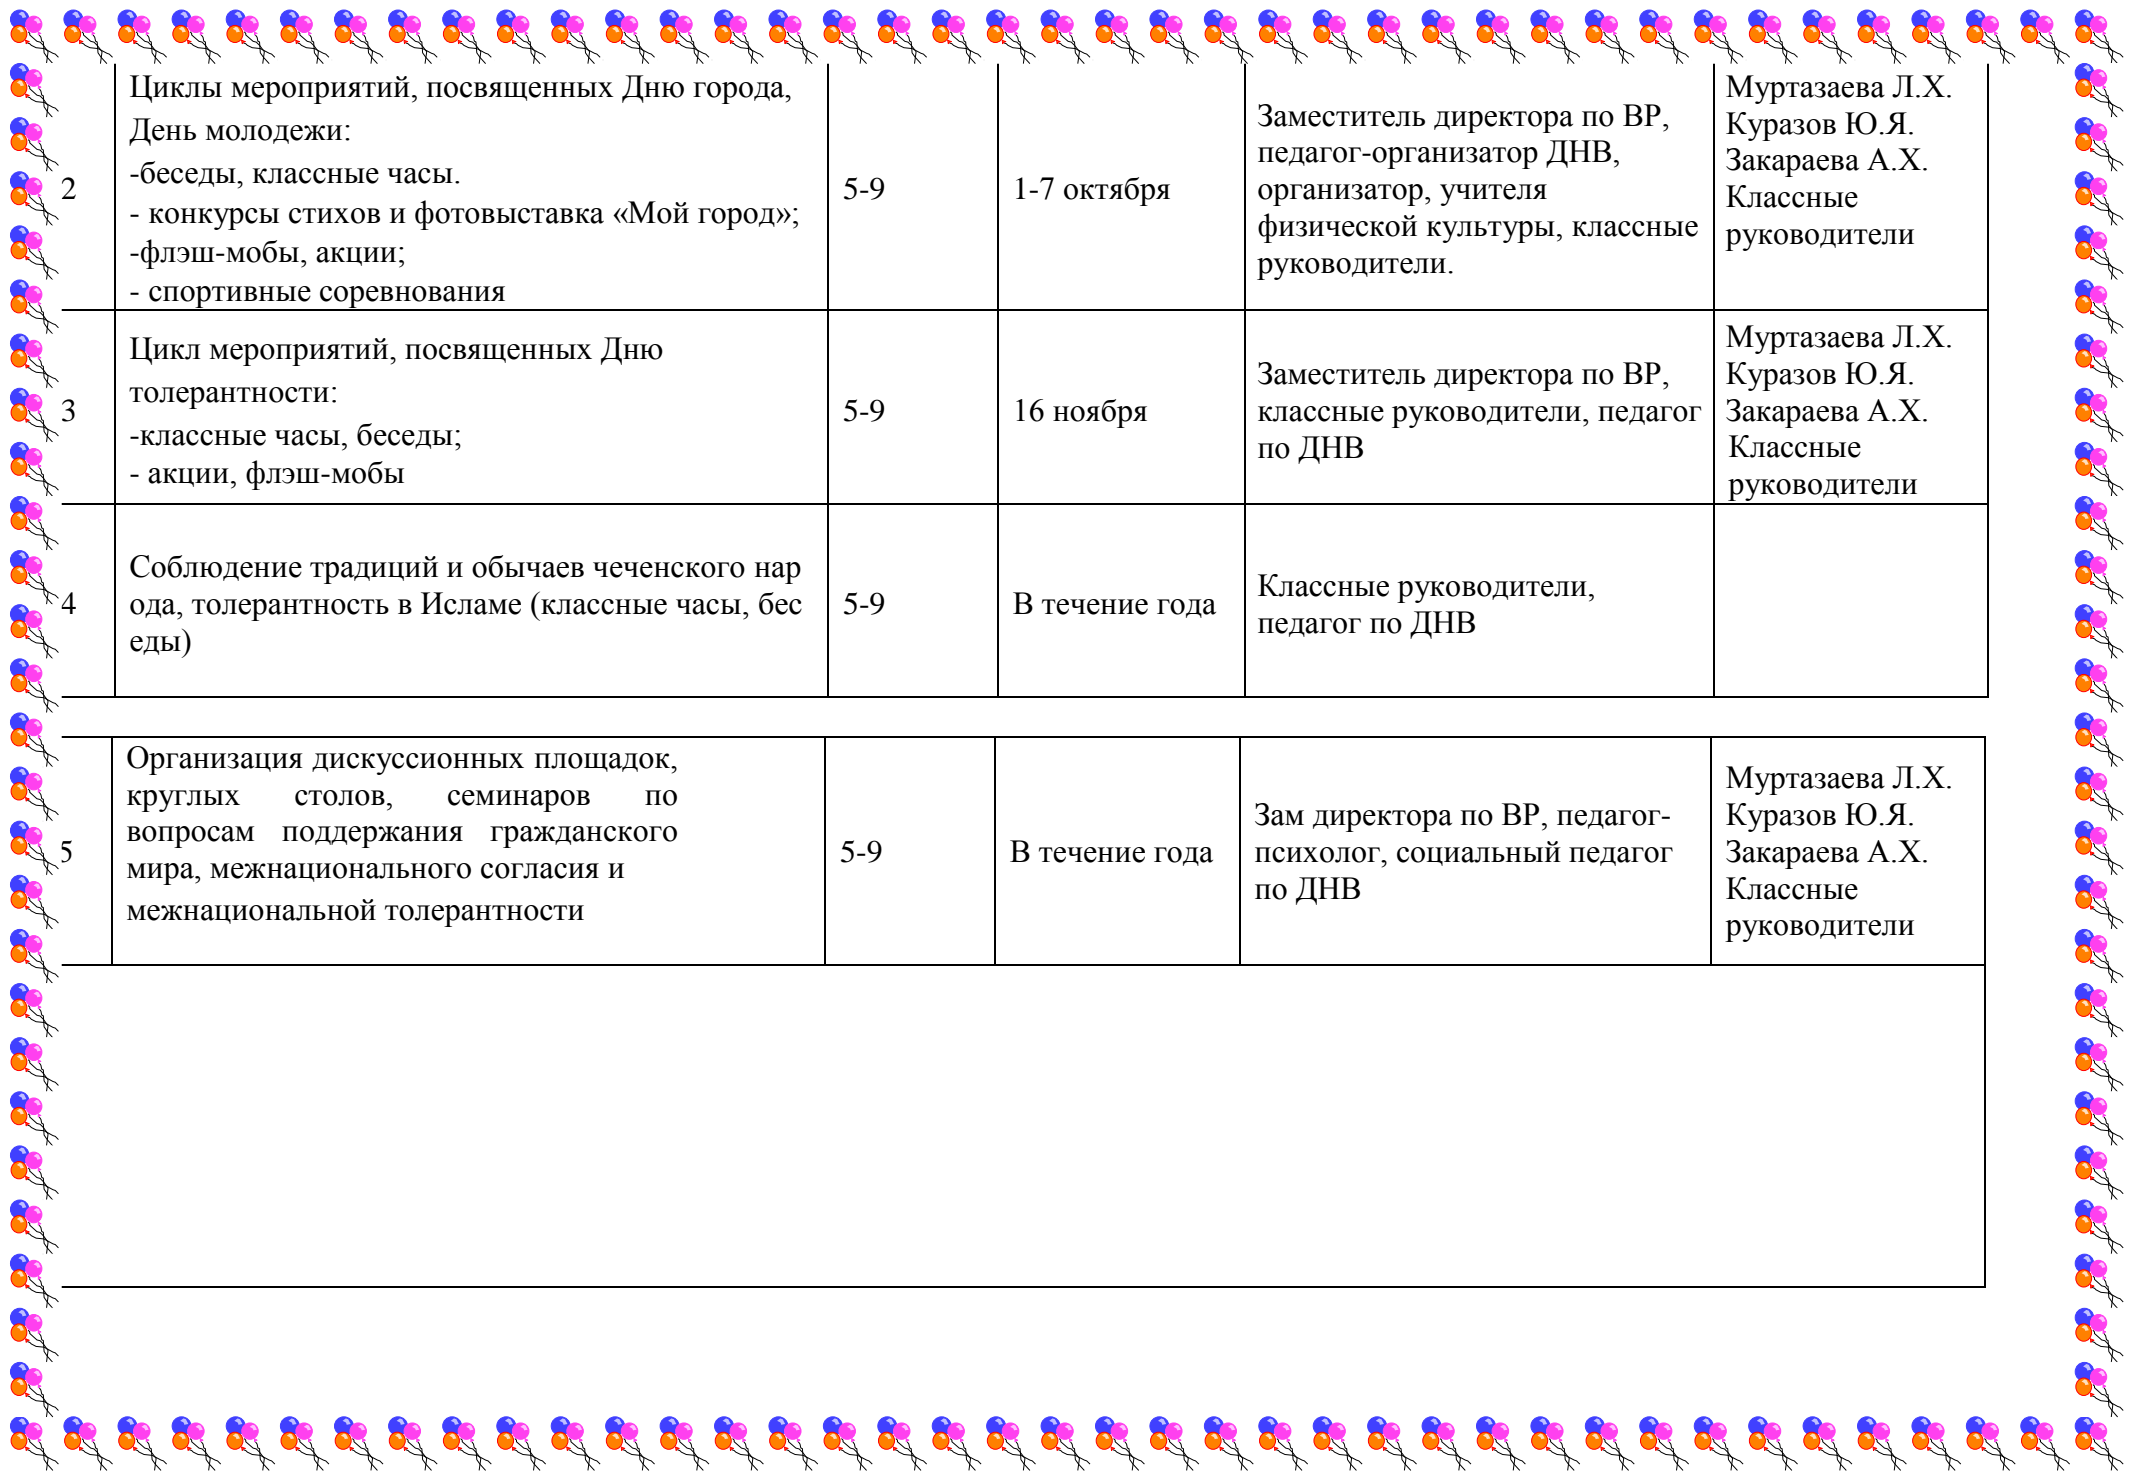 2
Циклы мероприятий, посвященных Дню города,
День молодежи:
-беседы, классные часы.
- конкурсы стихов и фотовыставка «Мой город»;
-флэш-мобы, акции;
- спортивные соревнования
5-9
1-7 октября
Заместитель директора по ВР,
педагог-организатор ДНВ,
организатор, учителя
физической культуры, классные
руководители.
Муртазаева Л.Х.
Куразов Ю.Я.
Закараева А.Х.
Классные
руководители
3
Цикл мероприятий, посвященных Дню
толерантности:
-классные часы, беседы;
- акции, флэш-мобы
5-9
16 ноября
Заместитель директора по ВР,
классные руководители, педагог
по ДНВ
Муртазаева Л.Х.
Куразов Ю.Я.
Закараева А.Х.
Классные
руководители
4
Соблюдение традиций и обычаев чеченского нар
ода, толерантность в Исламе (классные часы, бес
еды)
5-9
В течение года
Классные руководители,
педагог по ДНВ
5
Организация дискуссионных площадок,
круглых столов, семинаров по
вопросам поддержания гражданского
мира, межнационального согласия и
межнациональной толерантности
5-9
В течение года
Зам директора по ВР, педагог-
психолог, социальный педагог
по ДНВ
Муртазаева Л.Х.
Куразов Ю.Я.
Закараева А.Х.
Классные
руководители